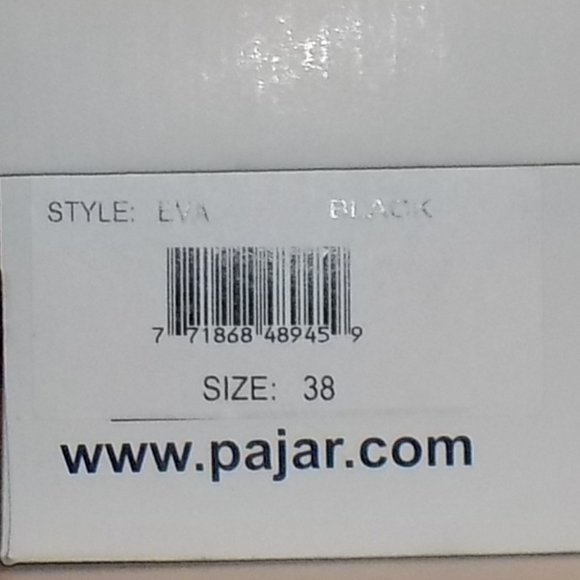 STYLE: EVA BLACK
7 71868 48945 9
SIZE: 38
www.pajar.com